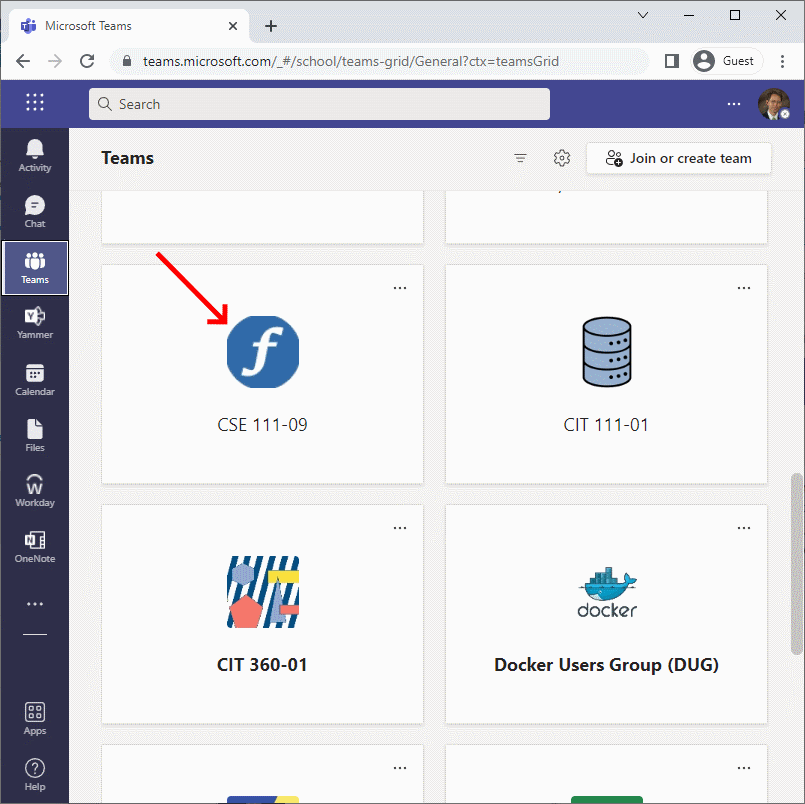 Microsoft Teams
teams.microsoft.com/_#/school/teams-grid/General?ctx=teamsGrid
Guest
Search
Activity
Chat
Teams
Yammer
Calendar
Files
Workday
OneNote
Apps
Help
Teams
Join or create team
f
CSE 111-09
CIT 111-01
CIT 360-01
docker
Docker Users Group (DUG)